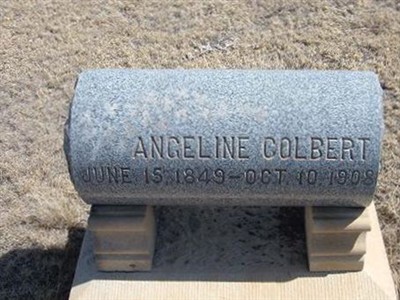 ANGELINE COLBERT
JUNE 15, 1849-OCT. 10, 1908